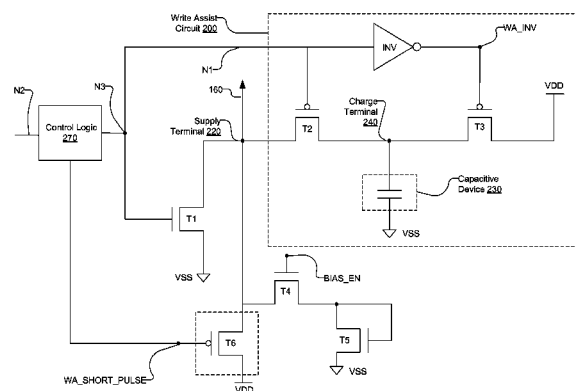 Write Assist
Circuit 200
WA_INV
INV
N1
N2
N3
160
VDD
Control Logic
270
Supply
Terminal 220
Charge
Terminal 240
T2
T3
Capacitive
Device 230
T1
VSS
VSS
BIAS_EN
T4
T6
T5
VSS
WA_SHORT_PULSE
VDD